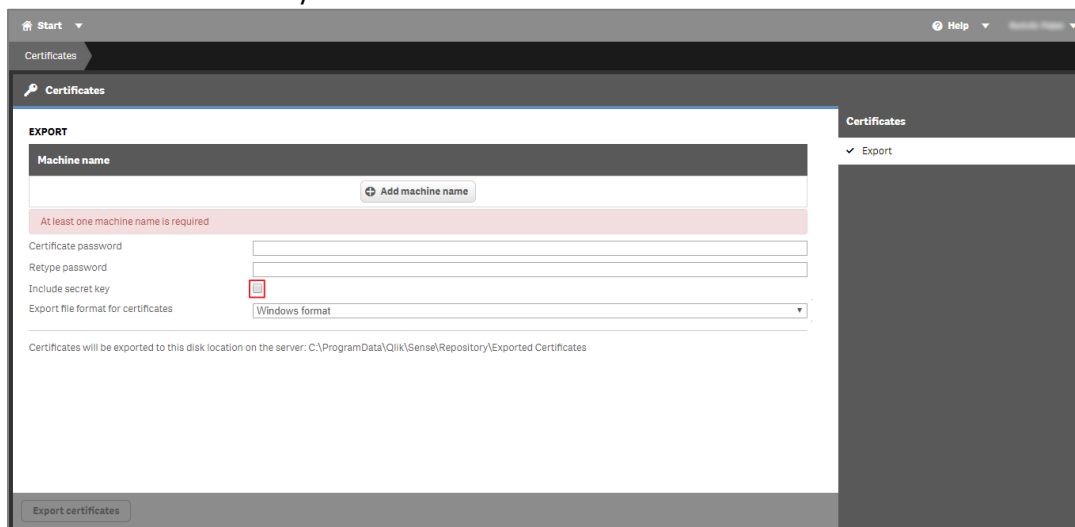 Start
Help
Certificates
Certificates
Certificates
EXPORT
Export
Machine name
Add machine name
At least one machine name is required
Certificate password
Retype password
Include secret key
Export file format for certificates
Windows format
Certificates will be exported to this disk location on the server: C:\ProgramData\Qlik\Sense\Repository\Exported Certificates
Export certificates